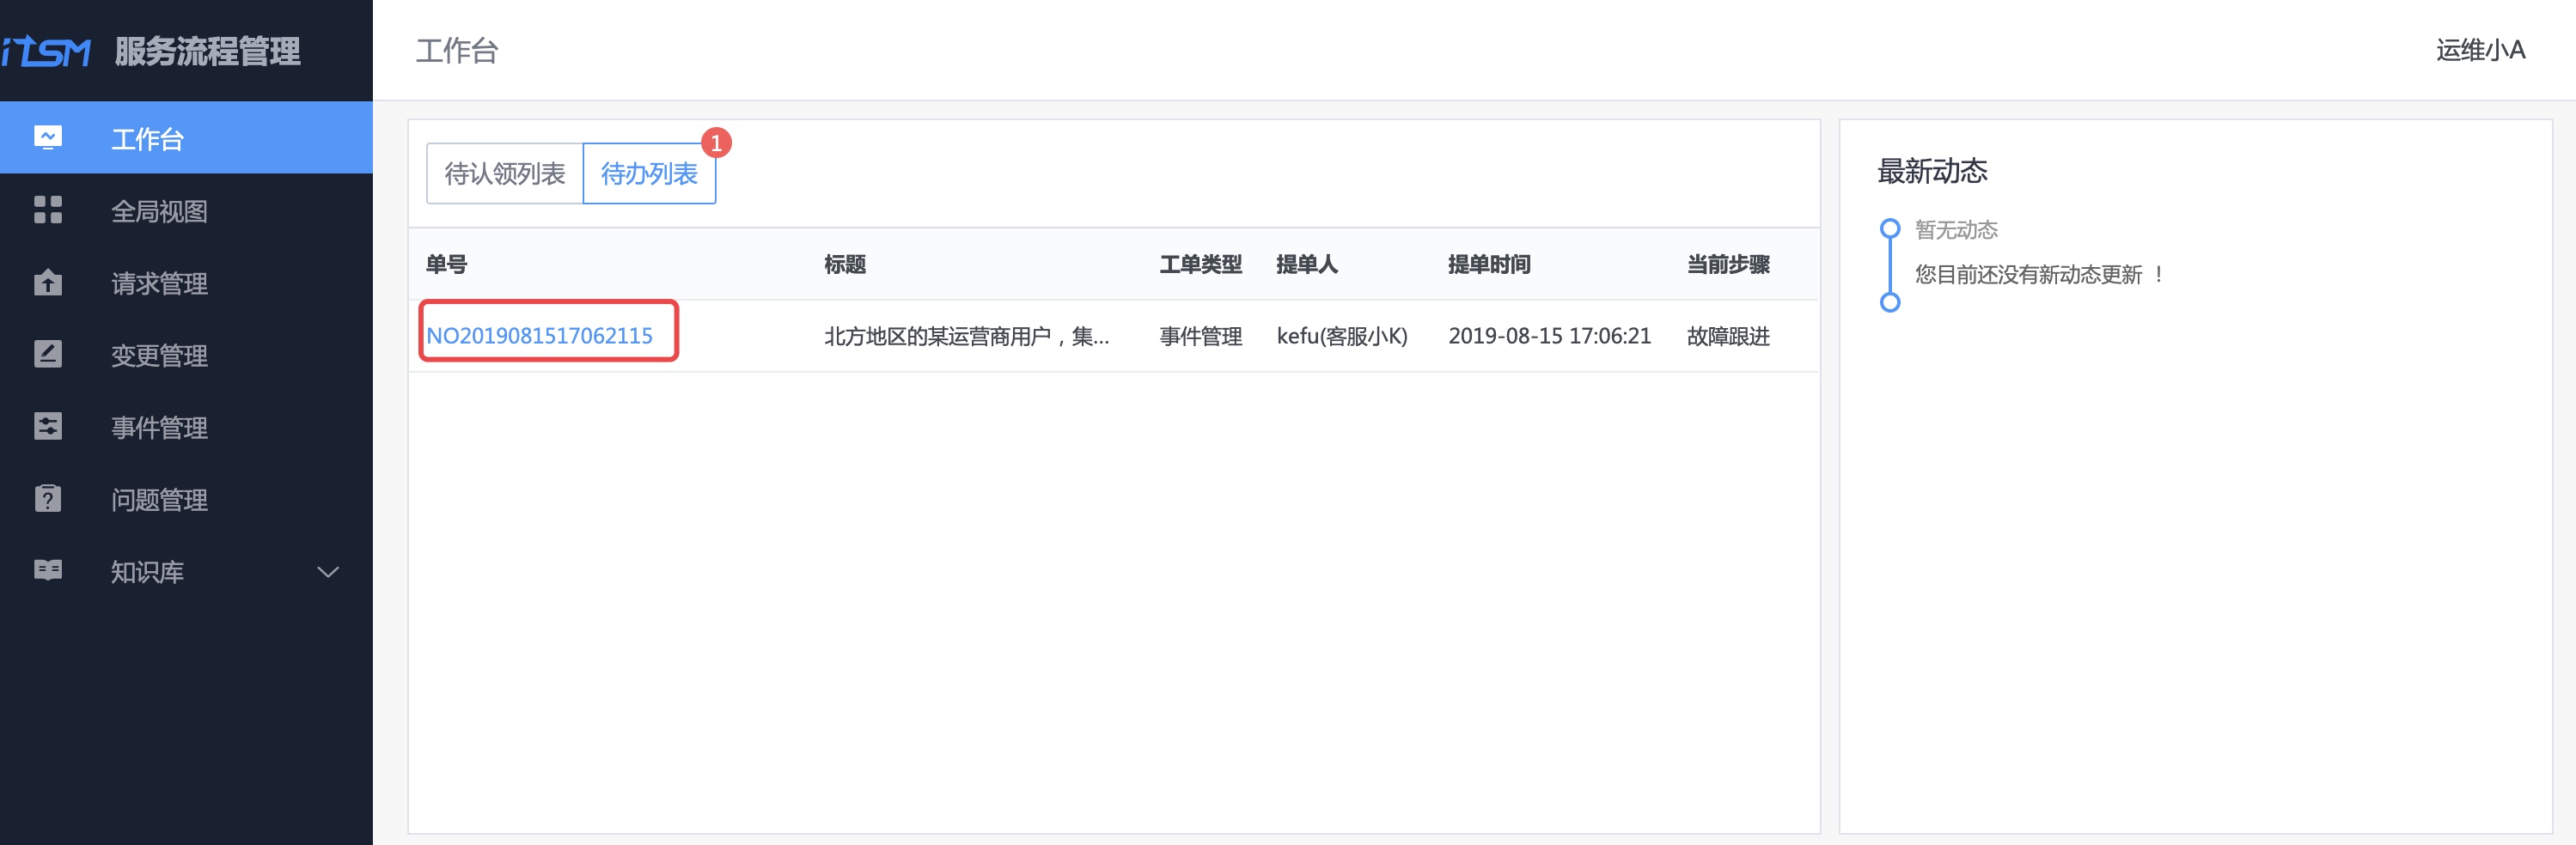 iTSM 服务流程管理
工作台
全局视图
请求管理
变更管理
事件管理
问题管理
知识库
工作台
运维小A
待认领列表 待办列表 1
单号 标题 工单类型 提单人 提单时间 当前步骤
NO2019081517062115 北方地区的某运营商用户，集... 事件管理 kefu(客服小K) 2019-08-15 17:06:21 故障跟进
最新动态
暂无动态
您目前还没有新动态更新 ！